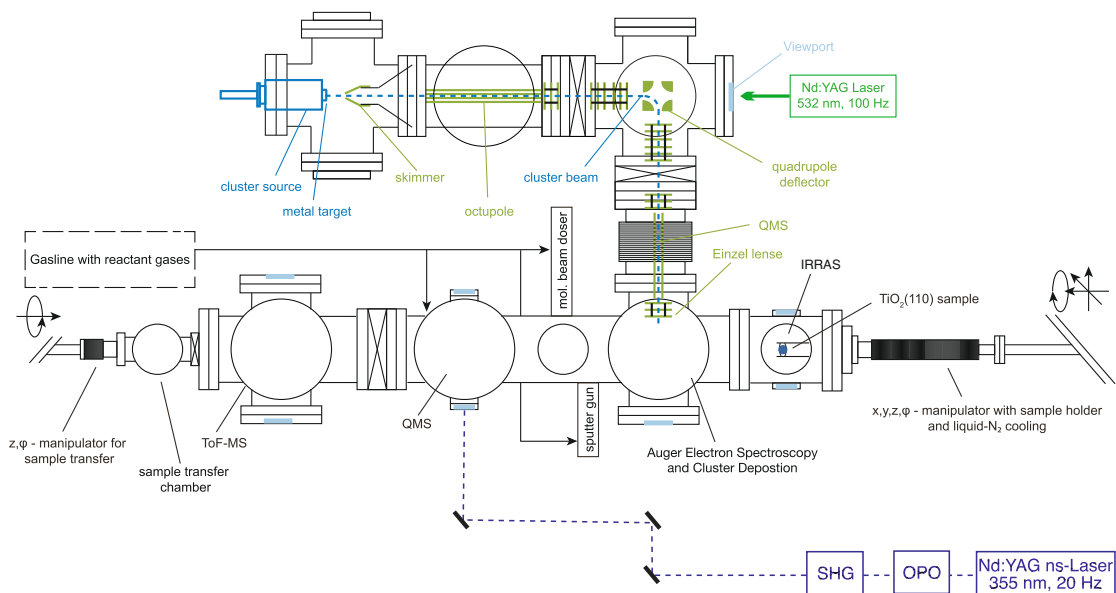 Viewport
Nd:YAG Laser
532 nm, 100 Hz
cluster source
metal target
skimmer
octupole
cluster beam
quadrupole
deflector
QMS
Einzel lense
Gasline with reactant gases
mol. beam doser
IRRAS
TiO₂(110) sample
z,φ - manipulator for
sample transfer
sample transfer
chamber
ToF-MS
QMS
sputter gun
Auger Electron Spectroscopy
and Cluster Depostion
x,y,z,φ - manipulator with sample holder
and liquid-N₂ cooling
SHG
OPO
Nd:YAG ns-Laser
355 nm, 20 Hz